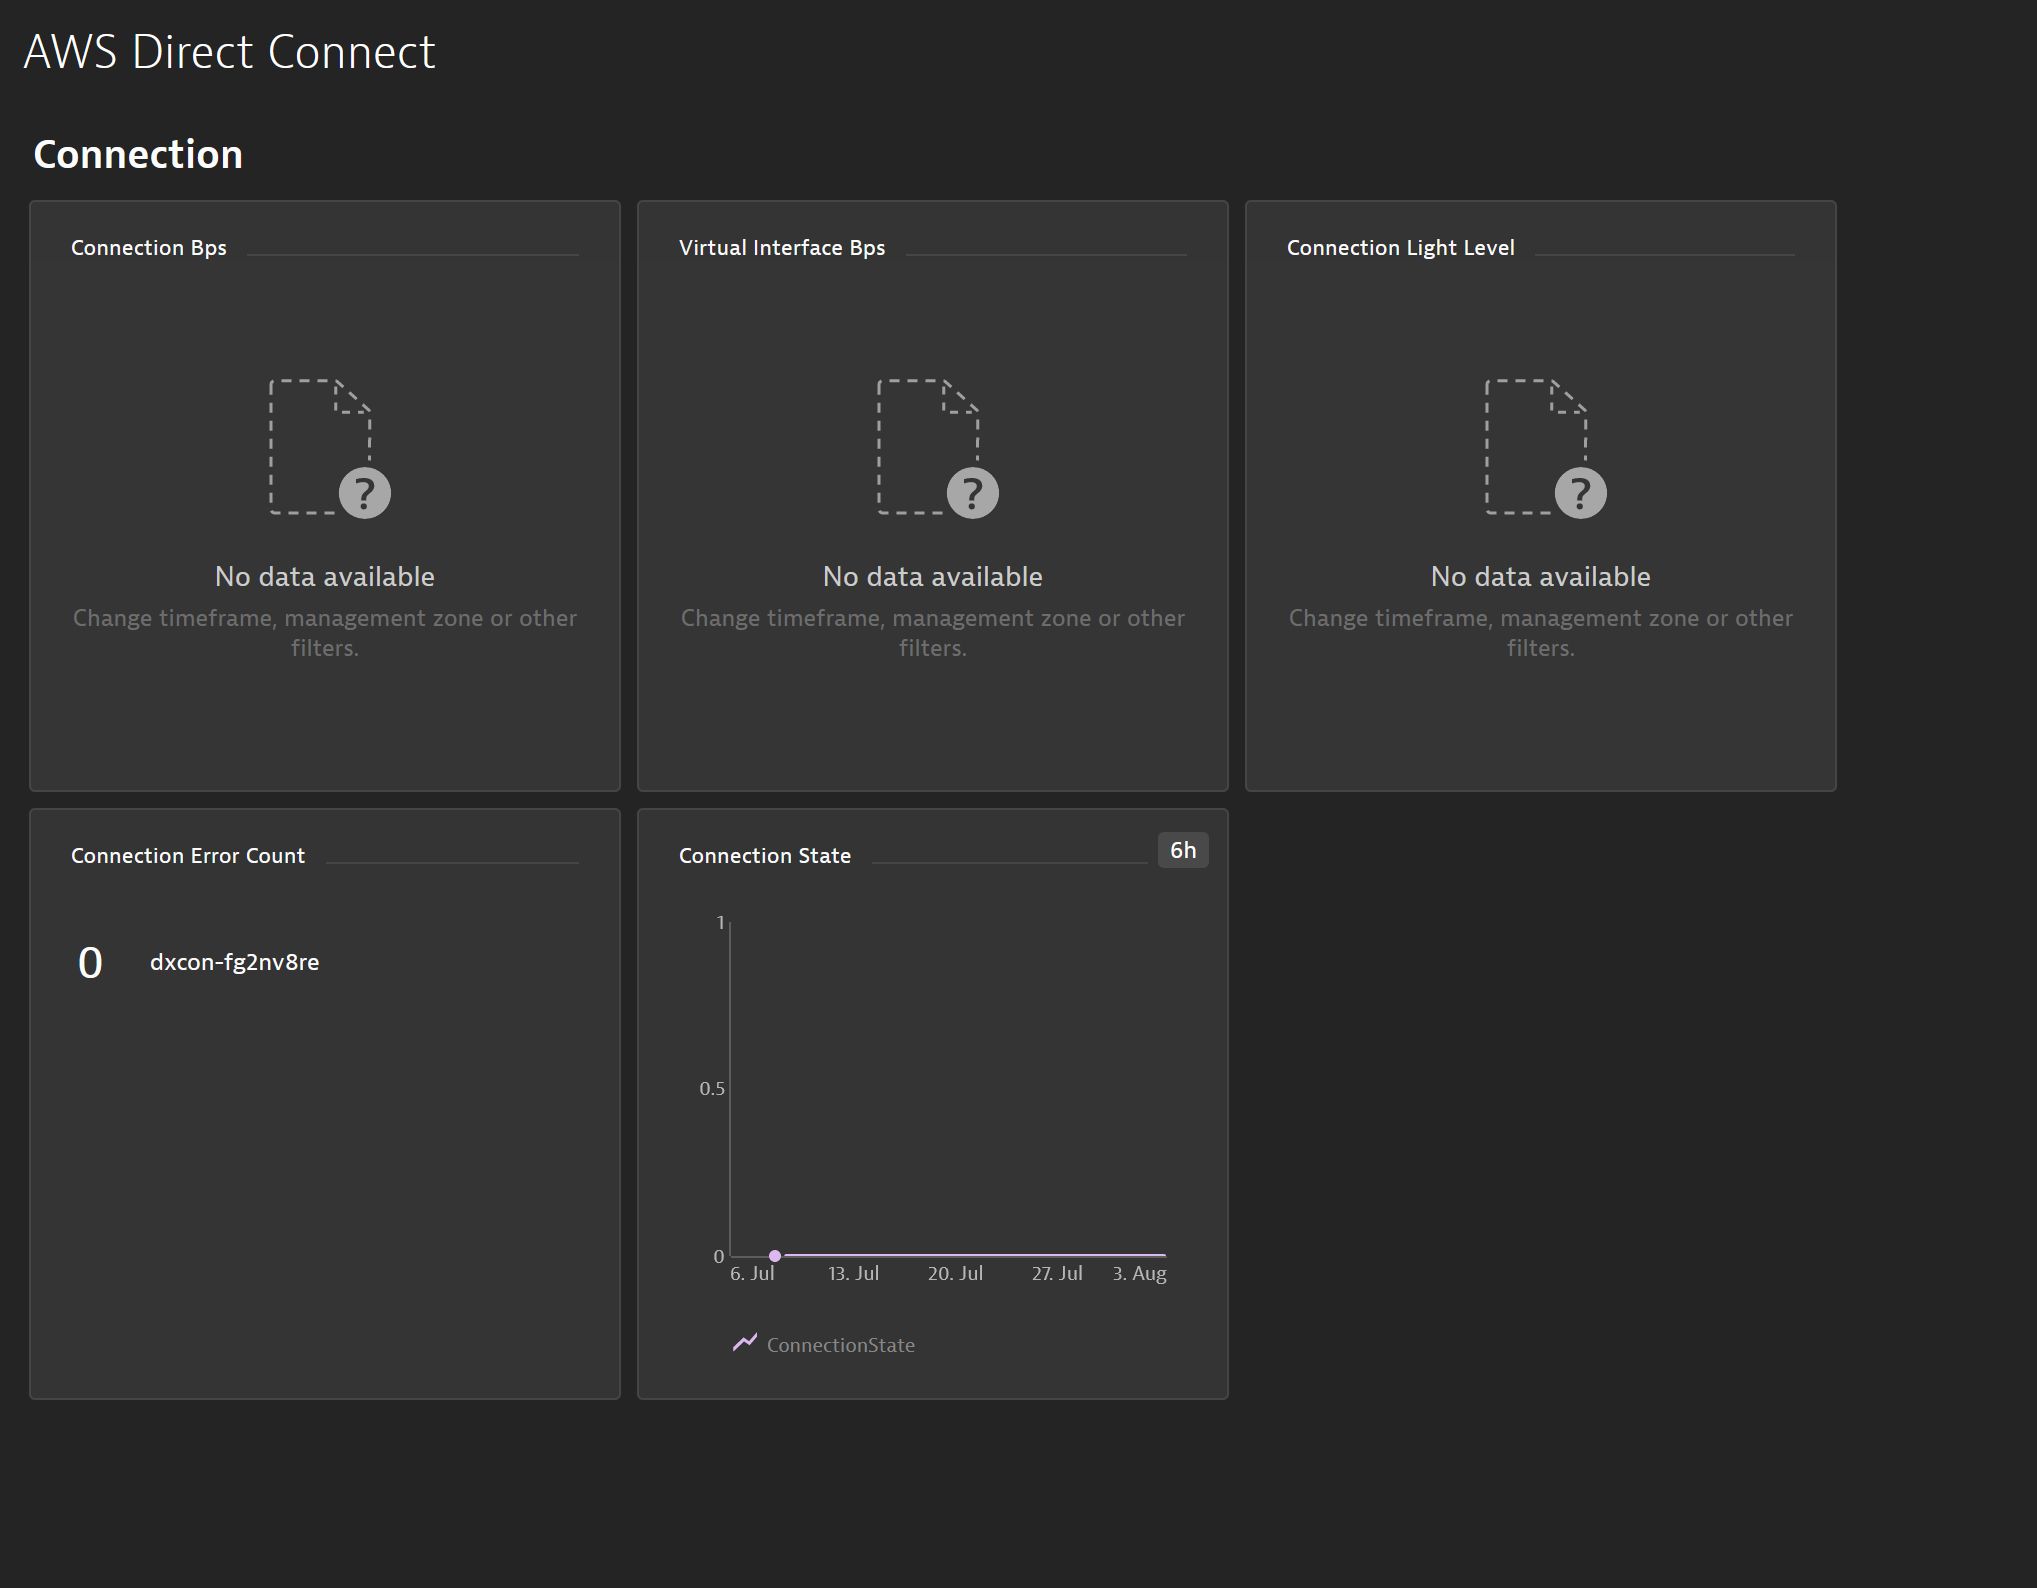 AWS Direct Connect
Connection
Connection Bps
?
No data available
Change timeframe, management zone or other
filters.
Virtual Interface Bps
?
No data available
Change timeframe, management zone or other
filters.
Connection Light Level
?
No data available
Change timeframe, management zone or other
filters.
Connection Error Count
0 dxcon-fg2nv8re
Connection State
6h
1
0.5
0
6. Jul 13. Jul 20. Jul 27. Jul 3. Aug
ConnectionState